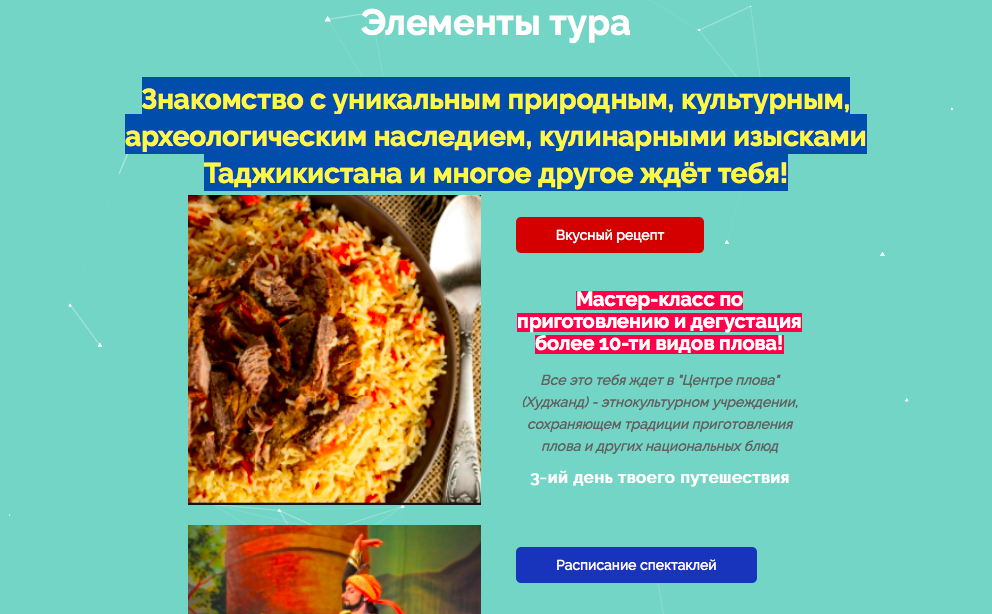 Элементы тура
Знакомство с уникальным природным, культурным,
археологическим наследием, кулинарными изысками
Таджикистана и многое другое ждёт тебя!
Вкусный рецепт
Мастер-класс по
приготовлению и дегустация
более 10-ти видов плова!
Все это тебя ждет в "Центре плова"
(Худжанд) - этнокультурном учреждении,
сохраняющем традиции приготовления
плова и других национальных блюд
3-ий день твоего путешествия
Расписание спектаклей